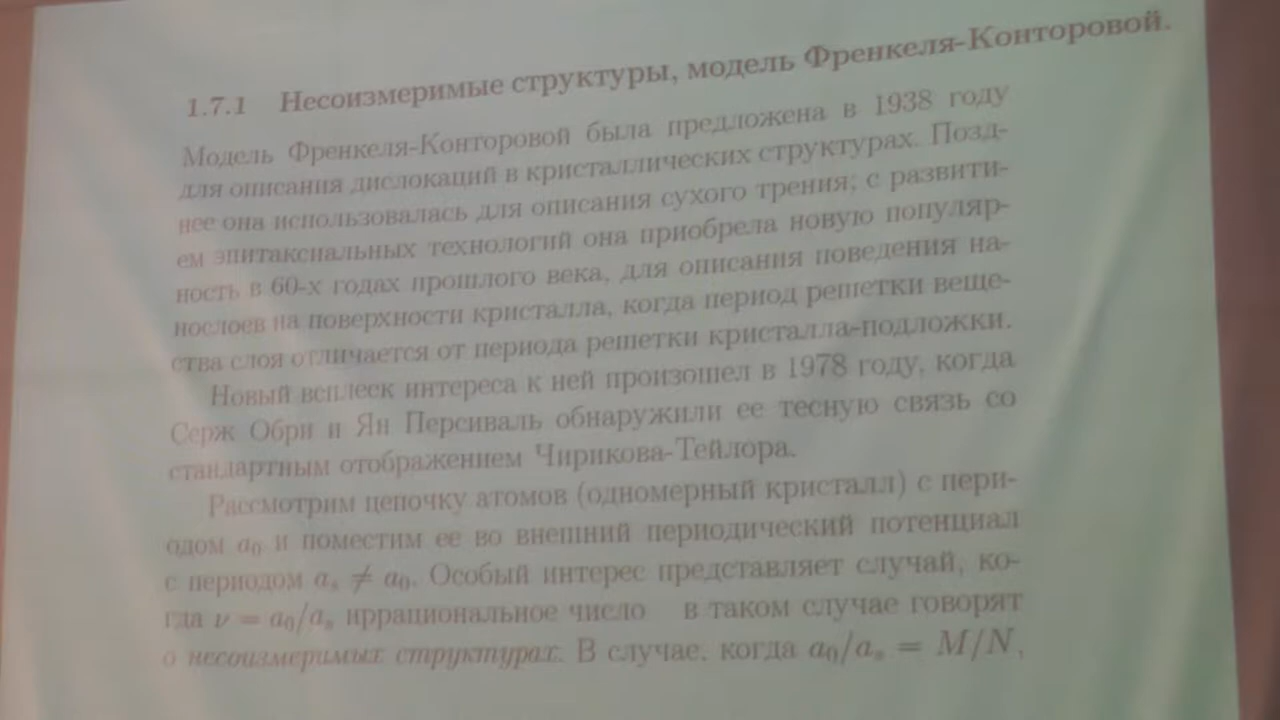 1.7.1 Несоизмеримые структуры, модель Френкеля-Конторовой.
Модель Френкеля-Конторовой была предложена в 1938 году
для описания дислокаций в кристаллических структурах. Позд-
нее она использовалась для описания сухого трения; с развити-
ем эпитаксиальных технологий она приобрела новую популяр-
ность в 60-х годах прошлого века, для описания поведения на-
нослоев на поверхности кристалла, когда период решетки веще-
ства слоя отличается от периода решетки кристалла-подложки.
Новый всплеск интереса к ней произошел в 1978 году, когда
Серж Обри и Ян Персиваль обнаружили ее тесную связь со
стандартным отображением Чирикова-Тейлора.
Рассмотрим цепочку атомов (одномерный кристалл) с пери-
одом a₀ и поместим ее во внешний периодический потенциал
с периодом aₛ ≠ a₀. Особый интерес представляет случай, ко-
гда ν = a₀/aₛ иррациональное число в таком случае говорят
о несоизмеримых структурах. В случае, когда a₀/aₛ = M/N,